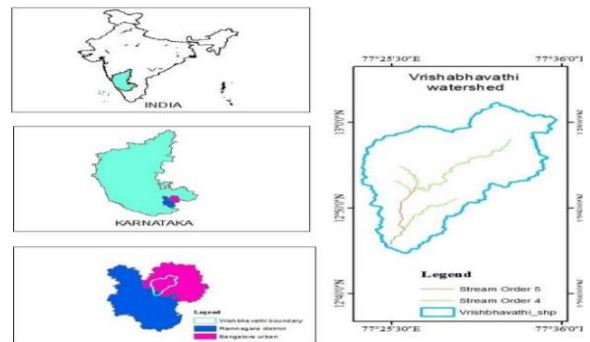 INDIA
KARNATAKA
Legend
Vrishbhavathi boundary
Ramnagara district
Bangalore urban
77°25'30"E 77°36'0"E
Vrishabhavathi
watershed
13°0'0"N
12°50'0"N
12°40'0"N
Legend
Stream Order 5
Stream Order 4
Vrishbhavathi_shp
77°25'30"E 77°36'0"E